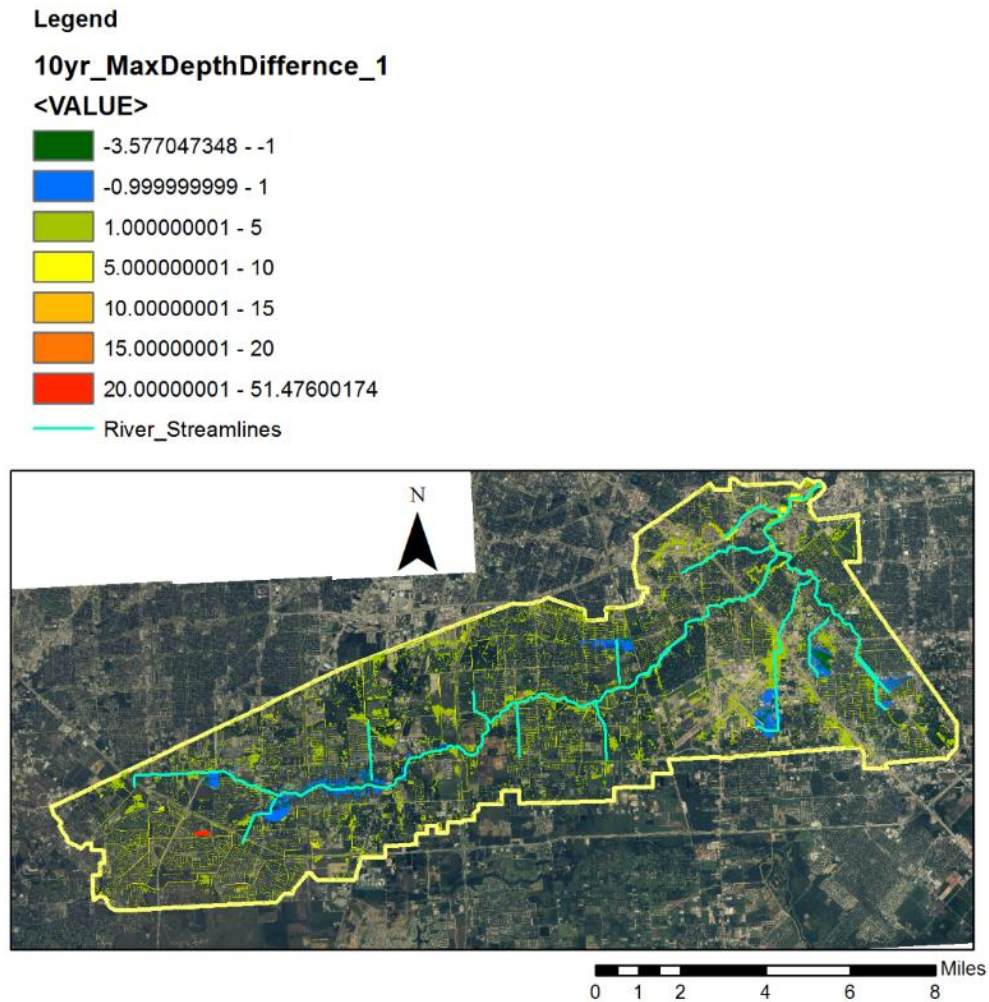 Legend
10yr_MaxDepthDiffernce_1
<VALUE>
-3.577047348 - -1
-0.999999999 - 1
1.000000001 - 5
5.000000001 - 10
10.00000001 - 15
15.00000001 - 20
20.00000001 - 51.47600174
River_Streamlines
N
Miles
0 1 2 4 6 8